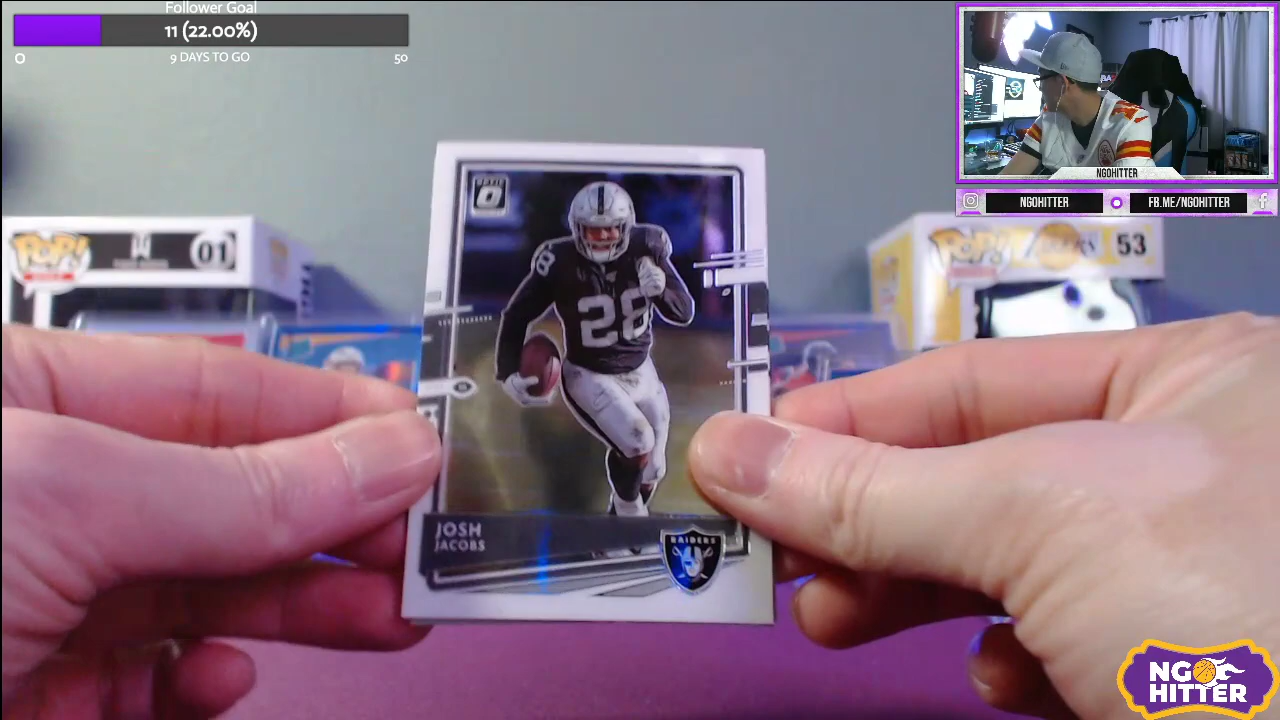 Follower Goal
11 (22.00%)
0
9 DAYS TO GO
50
NGOHITTER
NGOHITTER
FB.ME/NGOHITTER
POP!
01
POP!
53
28
8
JOSH
JACOBS
RAIDERS
NGO
HITTER